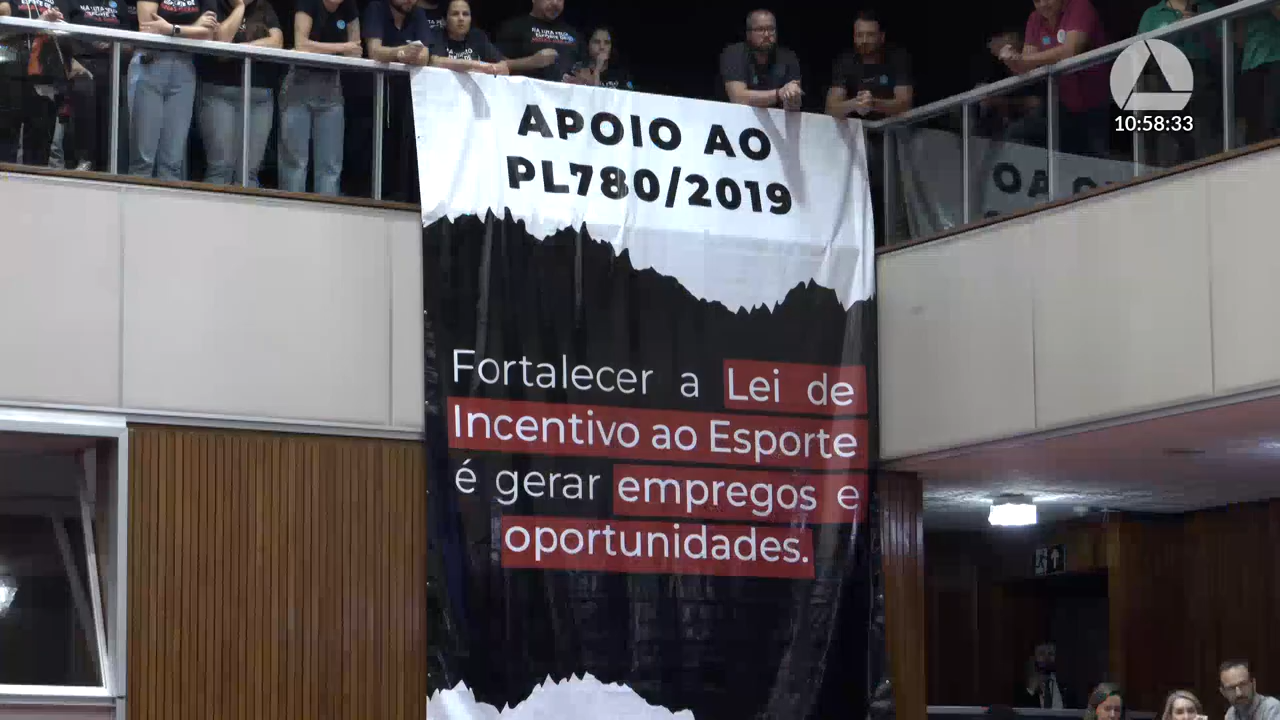 10:58:33
APOIO AO
PL780/2019
Fortalecer a Lei de
Incentivo ao Esporte
é gerar empregos e
oportunidades.